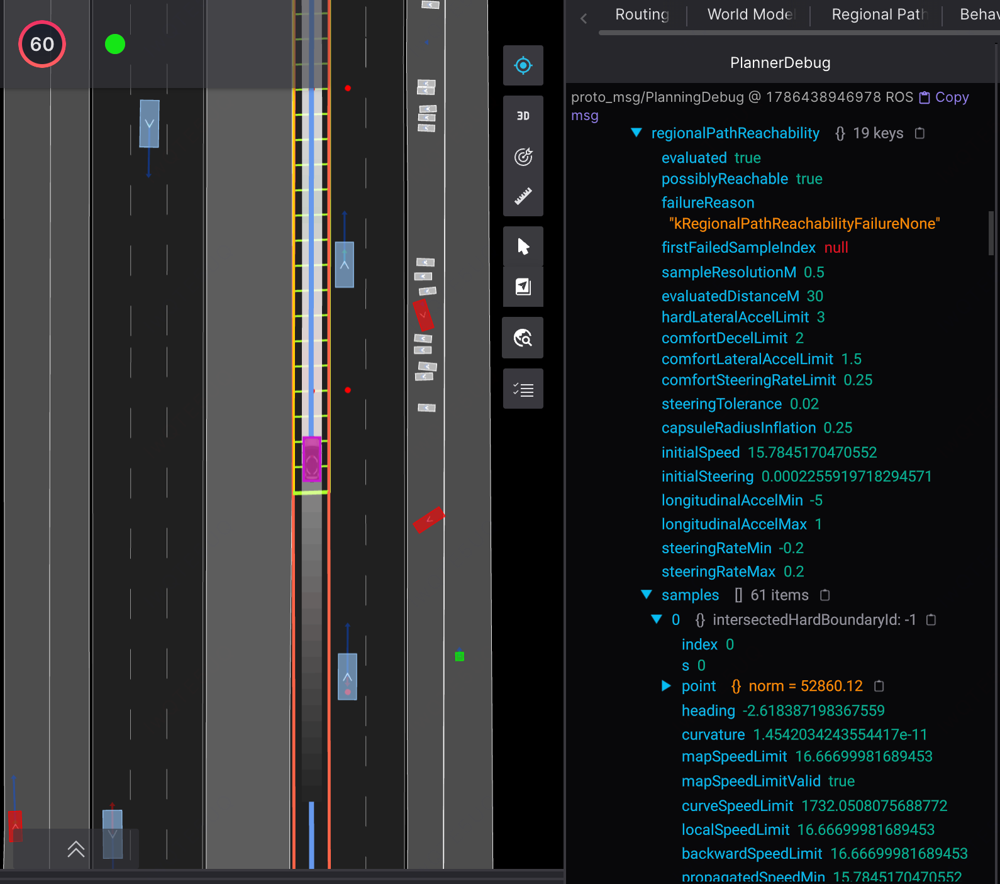 60
3D
Routing
World Mode
Regional Path
Behav
PlannerDebug
proto_msg/PlanningDebug @ 1786438946978 ROS Copy
msg
regionalPathReachability {} 19 keys
evaluated true
possiblyReachable true
failureReason
"kRegionalPathReachabilityFailureNone"
firstFailedSampleIndex null
sampleResolutionM 0.5
evaluatedDistanceM 30
hardLateralAccelLimit 3
comfortDecelLimit 2
comfortLateralAccelLimit 1.5
comfortSteeringRateLimit 0.25
steeringTolerance 0.02
capsuleRadiusInflation 0.25
initialSpeed 15.7845170470552
initialSteering 0.0002255919718294571
longitudinalAccelMin -5
longitudinalAccelMax 1
steeringRateMin -0.2
steeringRateMax 0.2
samples [] 61 items
0 {} intersectedHardBoundaryId: -1
index 0
s 0
point {} norm = 52860.12
heading -2.618387198367559
curvature 1.4542034243554417e-11
mapSpeedLimit 16.66699981689453
mapSpeedLimitValid true
curveSpeedLimit 1732.0508075688772
localSpeedLimit 16.66699981689453
backwardSpeedLimit 16.66699981689453
propagatedSpeedMin 15.7845170470552